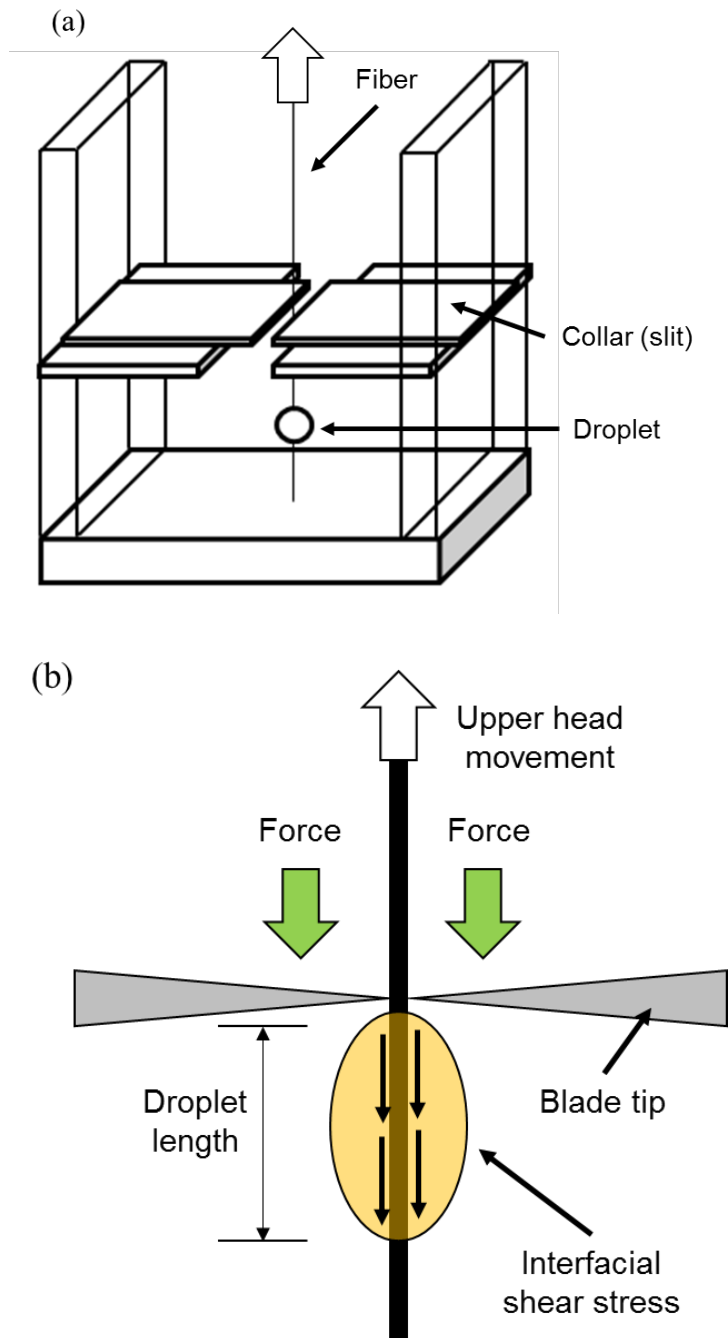 (a)
Fiber
Collar (slit)
Droplet
(b)
Upper head
movement
Force
Force
Droplet
length
Blade tip
Interfacial
shear stress